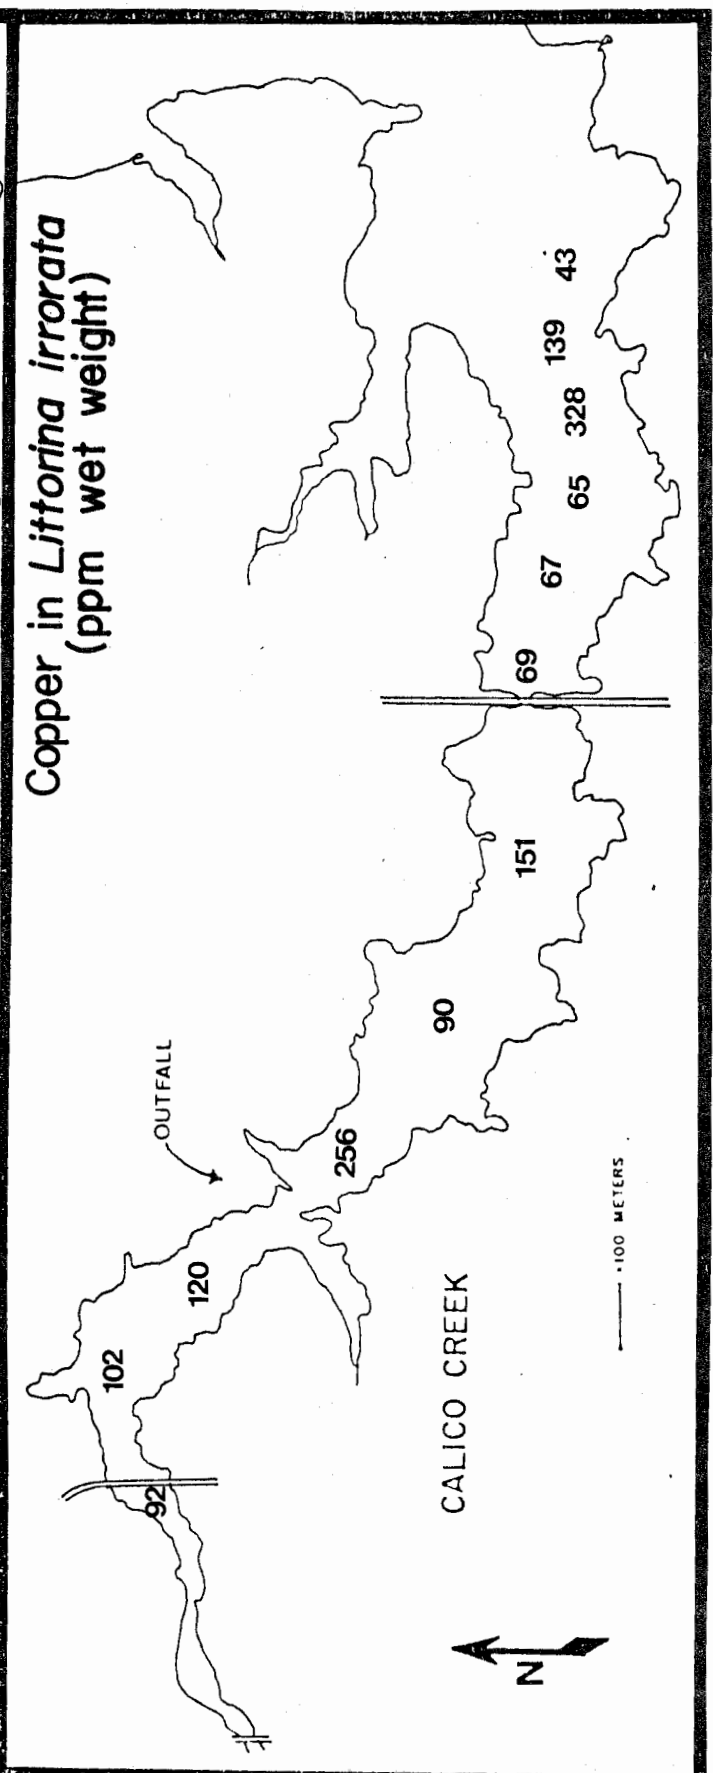 Copper in Littorina irrorata
(ppm wet weight)
OUTFALL
92
102
120
256
90
151
69
67
65
328
139
43
CALICO CREEK
100 METERS
N